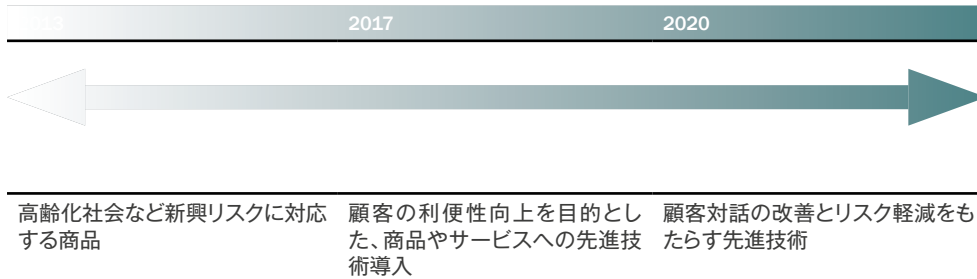 2013
2017
2020
高齢化社会など新興リスクに対応
する商品
顧客の利便性向上を目的とし
た、商品やサービスへの先進技
術導入
顧客対話の改善とリスク軽減をも
たらす先進技術